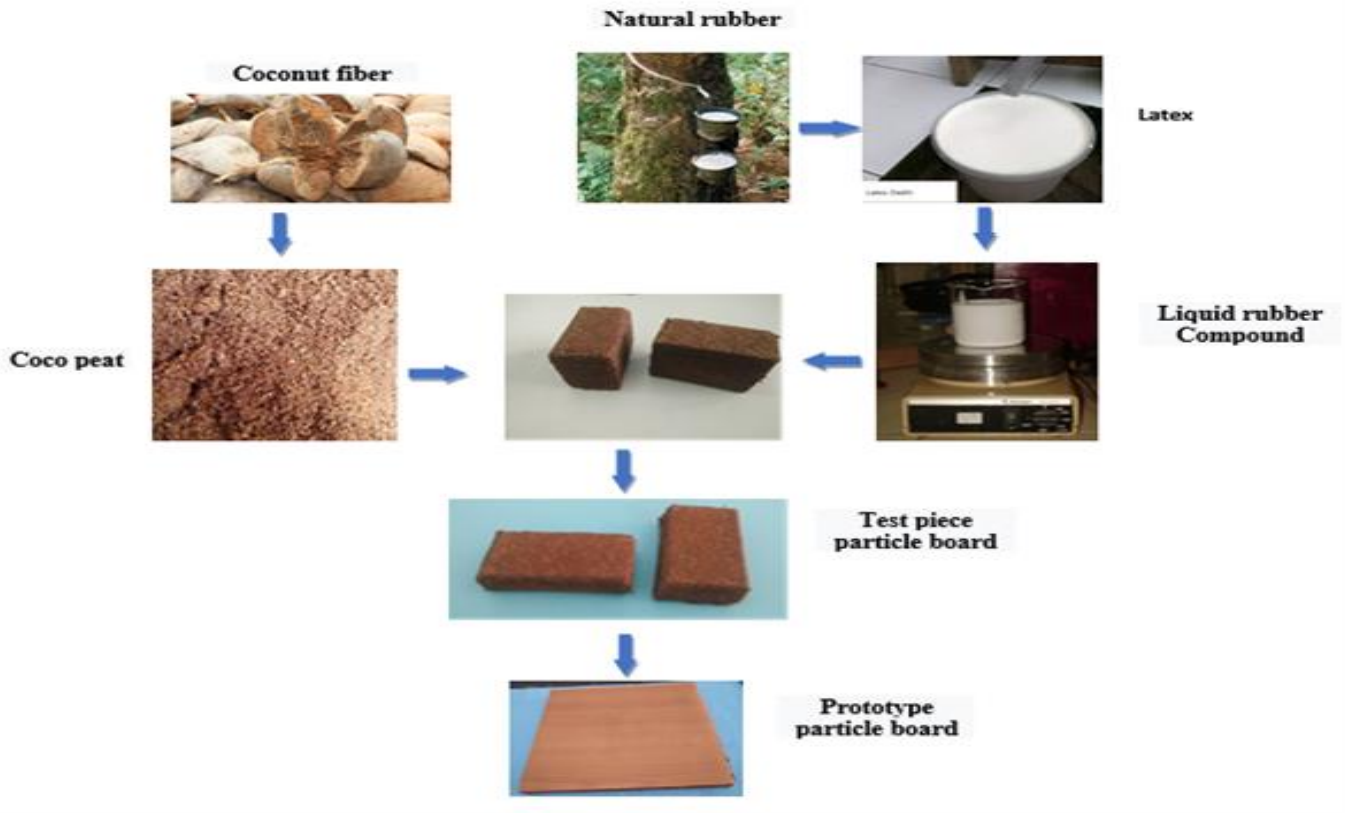 Natural rubber
Coconut fiber
Latex
Coco peat
Liquid rubber
Compound
Test piece
particle board
Prototype
particle board